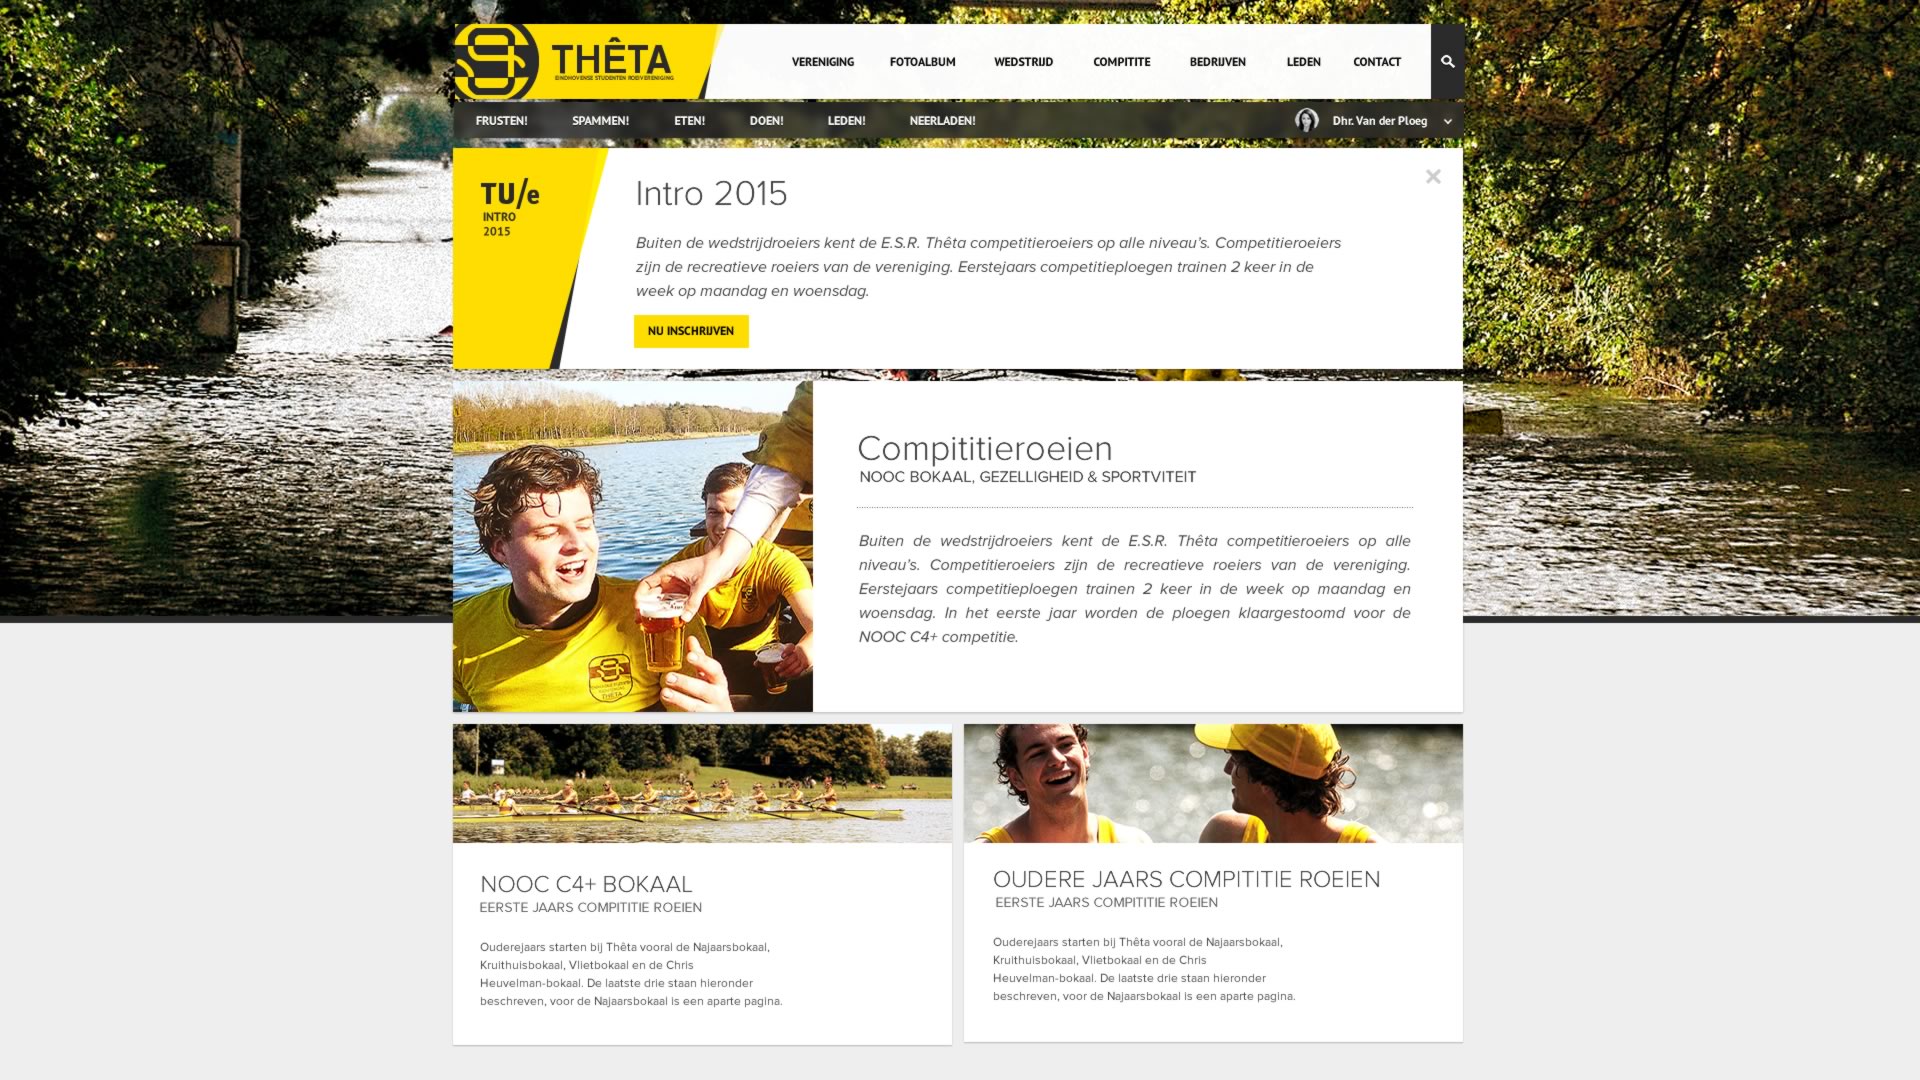 THÊTA
EINDHOVENSE STUDENTEN ROEIVERENIGING
VERENIGING FOTOALBUM WEDSTRIJD COMPITITE BEDRIJVEN LEDEN CONTACT
FRUSTEN! SPAMMEN! ETEN! DOEN! LEDEN! NEERLADEN! Dhr. Van der Ploeg
TU/e
INTRO
2015
Intro 2015
Buiten de wedstrijdroeiers kent de E.S.R. Thêta competitieroeiers op alle niveau's. Competitieroeiers
zijn de recreatieve roeiers van de vereniging. Eerstejaars competitieploegen trainen 2 keer in de
week op maandag en woensdag.
NU INSCHRIJVEN
Compititieroeien
NOOC BOKAAL, GEZELLIGHEID & SPORTVITEIT
Buiten de wedstrijdroeiers kent de E.S.R. Thêta competitieroeiers op alle
niveau's. Competitieroeiers zijn de recreatieve roeiers van de vereniging.
Eerstejaars competitieploegen trainen 2 keer in de week op maandag en
woensdag. In het eerste jaar worden de ploegen klaargestoomd voor de
NOOC C4+ competitie.
THETA
NOOC C4+ BOKAAL
EERSTE JAARS COMPITITIE ROEIEN
Ouderejaars starten bij Thêta vooral de Najaarsbokaal,
Kruithuisbokaal, Vlietbokaal en de Chris
Heuvelman-bokaal. De laatste drie staan hieronder
beschreven, voor de Najaarsbokaal is een aparte pagina.
OUDERE JAARS COMPITITIE ROEIEN
EERSTE JAARS COMPITITIE ROEIEN
Ouderejaars starten bij Thêta vooral de Najaarsbokaal,
Kruithuisbokaal, Vlietbokaal en de Chris
Heuvelman-bokaal. De laatste drie staan hieronder
beschreven, voor de Najaarsbokaal is een aparte pagina.